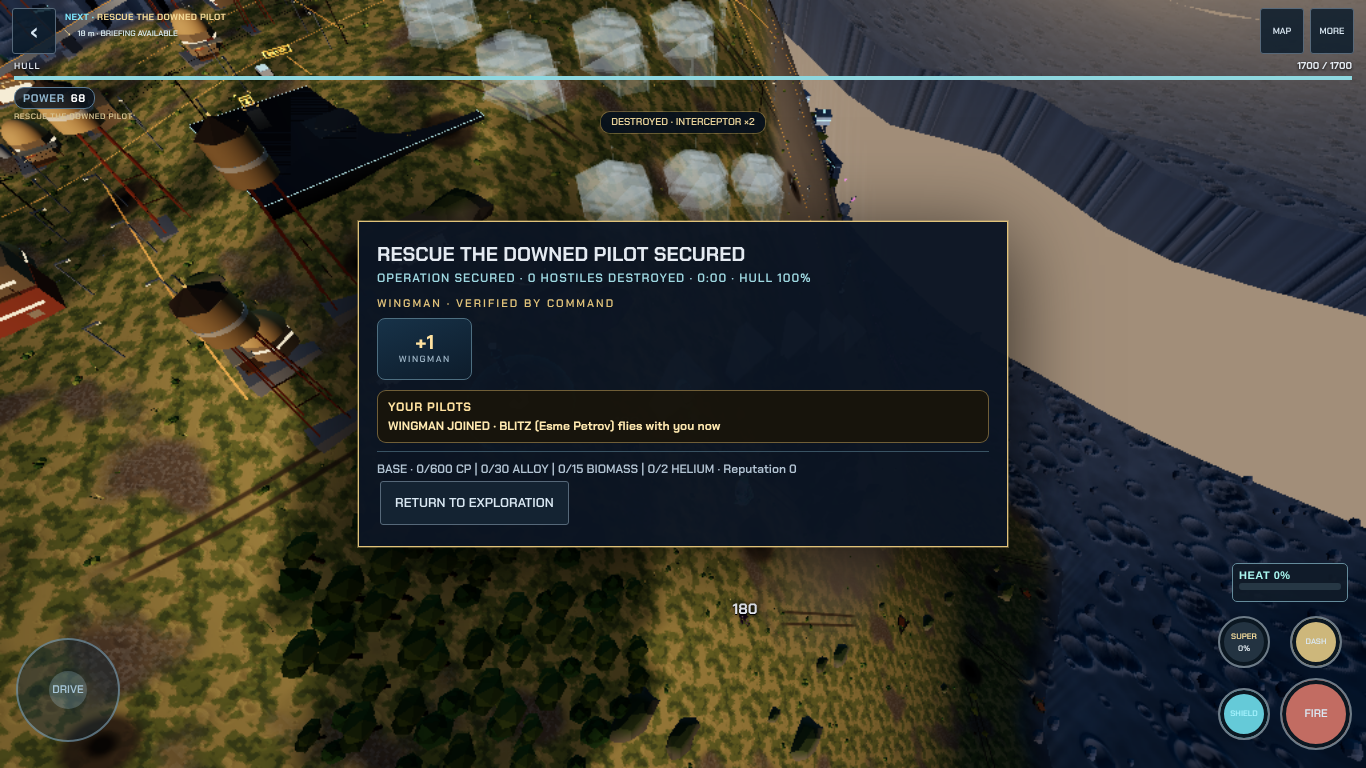 <
NEXT · RESCUE THE DOWNED PILOT
18 m · BRIEFING AVAILABLE
MAP
MORE
HULL
1700 / 1700
POWER 68
RESCUE THE DOWNED PILOT
DESTROYED · INTERCEPTOR ×2
RESCUE THE DOWNED PILOT SECURED
OPERATION SECURED · 0 HOSTILES DESTROYED · 0:00 · HULL 100%
WINGMAN · VERIFIED BY COMMAND
+1
WINGMAN
YOUR PILOTS
WINGMAN JOINED · BLITZ (Esme Petrov) flies with you now
BASE · 0/600 CP | 0/30 ALLOY | 0/15 BIOMASS | 0/2 HELIUM · Reputation 0
RETURN TO EXPLORATION
180
HEAT 0%
SUPER
0%
DASH
DRIVE
SHIELD
FIRE